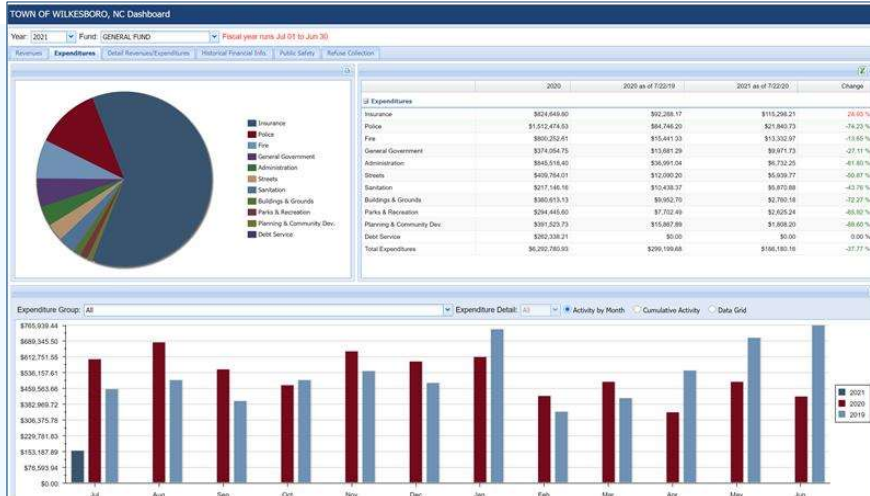 TOWN OF WILKESBORO, NC Dashboard
Year: 2021 Fund: GENERAL FUND Fiscal year runs Jul 01 to Jun 30
Revenues Expenditures Detail Revenues/Expenditures Historical Financial Info. Public Safety Refuse Collection
Insurance
Police
Fire
General Government
Administration
Streets
Sanitation
Buildings & Grounds
Parks & Recreation
Planning & Community Dev.
Debt Service
2020 2020 as of 7/22/19 2021 as of 7/22/20 Change
Expenditures
Insurance $824,649.80 $92,288.17 $115,298.21 24.93 %
Police $1,512,474.53 $84,746.20 $21,840.73 -74.23 %
Fire $800,252.61 $15,441.33 $13,332.97 -13.65 %
General Government $374,054.75 $13,681.29 $9,971.73 -27.11 %
Administration $845,516.40 $36,991.04 $6,732.25 -81.80 %
Streets $409,764.01 $12,090.20 $5,939.77 -50.87 %
Sanitation $217,146.16 $10,438.37 $5,870.88 -43.76 %
Buildings & Grounds $360,613.13 $9,952.70 $2,760.18 -72.27 %
Parks & Recreation $294,445.60 $7,702.49 $2,625.24 -65.92 %
Planning & Community Dev. $391,523.73 $15,867.89 $1,808.20 -88.60 %
Debt Service $262,338.21 $0.00 $0.00 0.00 %
Total Expenditures $6,292,780.93 $299,199.68 $186,180.16 -37.77 %
Expenditure Group: All Expenditure Detail: All Activity by Month Cumulative Activity Data Grid
$765,939.44
$689,345.50
$612,751.55
$536,157.61
$459,563.66
$382,969.72
$306,375.78
$229,781.83
$153,187.89
$76,593.94
$0.00
2021
2020
2019
Jul Aug Sep Oct Nov Dec Jan Feb Mar Apr May Jun